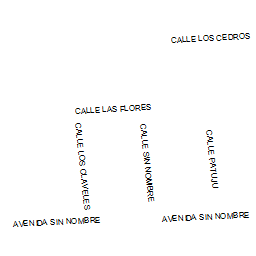 CALLE LOS CEDROS
CALLE LAS FLORES
CALLE LOS CLAVELES
CALLE SIN NOMBRE
CALLE PATUJU
AVENIDA SIN NOMBRE
AVENIDA SIN NOMBRE